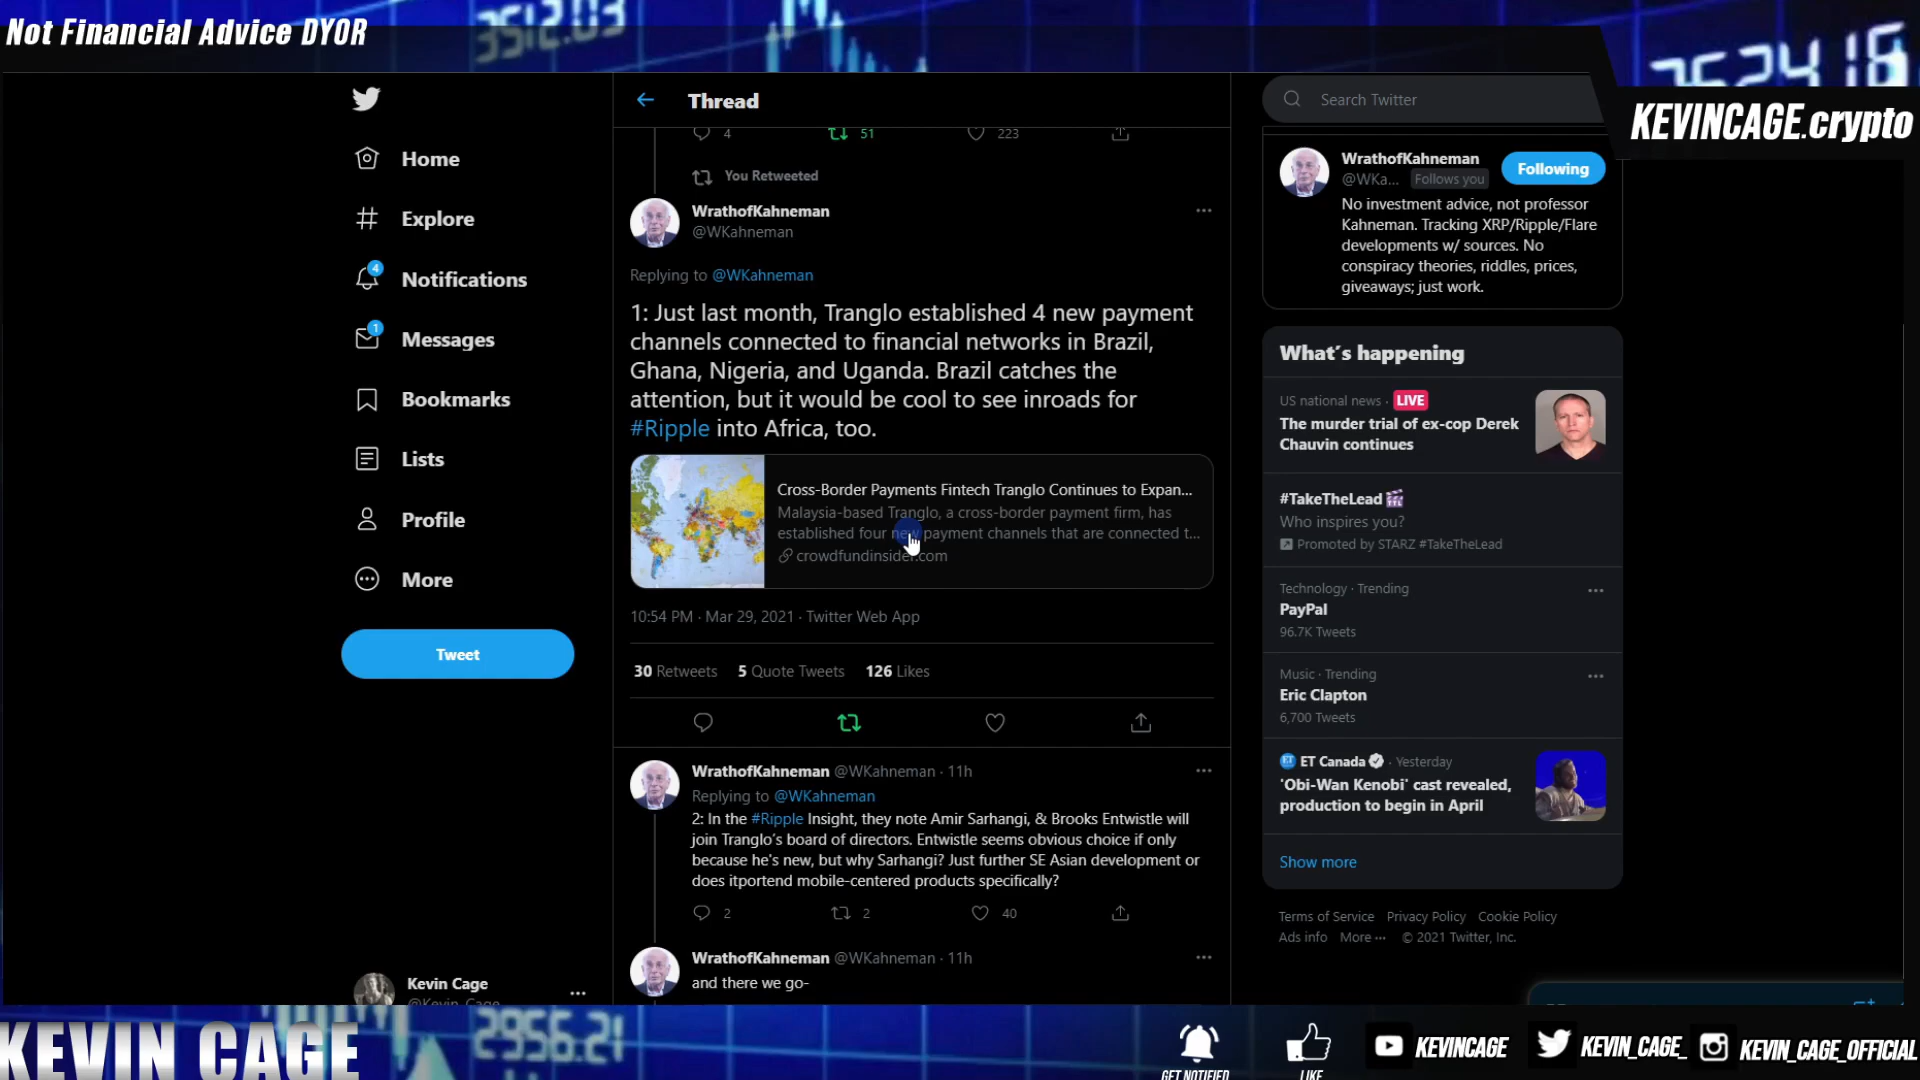 Not Financial Advice DYOR
3512.03
KEVINCAGE.crypto
Thread
Search Twitter
4
51
223
You Retweeted
Home
Explore
4
Notifications
1
Messages
Bookmarks
Lists
Profile
More
Tweet
Kevin Cage
@Kevin_Cage
WrathofKahneman
@WKahneman
Replying to @WKahneman
1: Just last month, Tranglo established 4 new payment
channels connected to financial networks in Brazil,
Ghana, Nigeria, and Uganda. Brazil catches the
attention, but it would be cool to see inroads for
#Ripple into Africa, too.
Cross-Border Payments Fintech Tranglo Continues to Expan...
Malaysia-based Tranglo, a cross-border payment firm, has
established four new payment channels that are connected t...
crowdfundinsider.com
10:54 PM · Mar 29, 2021 · Twitter Web App
30 Retweets 5 Quote Tweets 126 Likes
WrathofKahneman @WKahneman · 11h
Replying to @WKahneman
2: In the #Ripple Insight, they note Amir Sarhangi, & Brooks Entwistle will
join Tranglo's board of directors. Entwistle seems obvious choice if only
because he's new, but why Sarhangi? Just further SE Asian development or
does itportend mobile-centered products specifically?
2
2
40
WrathofKahneman @WKahneman · 11h
and there we go-
WrathofKahneman
@WKa... Follows you
Following
No investment advice, not professor
Kahneman. Tracking XRP/Ripple/Flare
developments w/ sources. No
conspiracy theories, riddles, prices,
giveaways; just work.
What's happening
US national news · LIVE
The murder trial of ex-cop Derek
Chauvin continues
#TakeTheLead
Who inspires you?
Promoted by STARZ #TakeTheLead
Technology · Trending
PayPal
96.7K Tweets
Music · Trending
Eric Clapton
6,700 Tweets
ET Canada · Yesterday
'Obi-Wan Kenobi' cast revealed,
production to begin in April
Show more
Terms of Service Privacy Policy Cookie Policy
Ads info More ··· © 2021 Twitter, Inc.
KEVIN CAGE
2956.21
GET NOTIFIED
LIKE
KEVINCAGE
KEVIN_CAGE_
KEVIN_CAGE_OFFICIAL